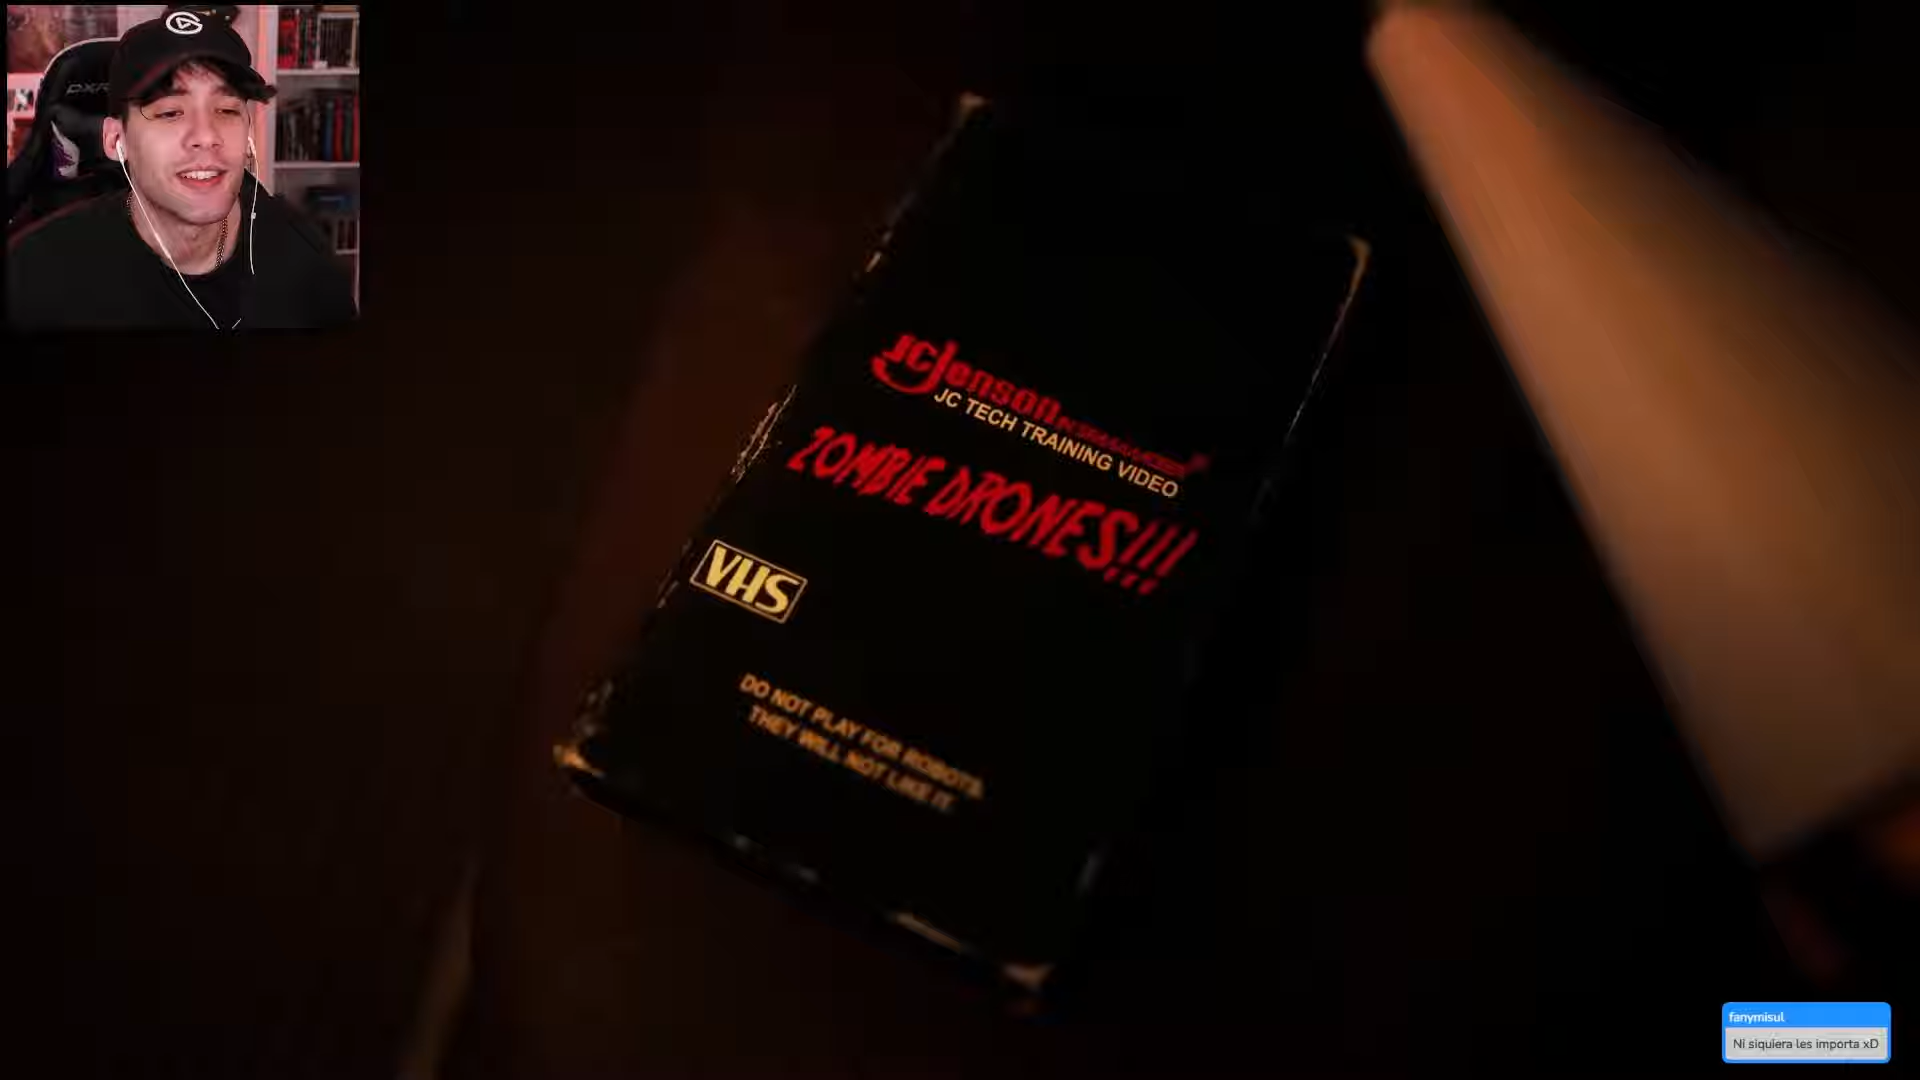 JCJenson
JC TECH TRAINING VIDEO
ZOMBIE DRONES!!!
VHS
DO NOT PLAY FOR ROBOTS.
THEY WILL NOT LIKE IT.
fanymisul
Ni siquiera les importa xD